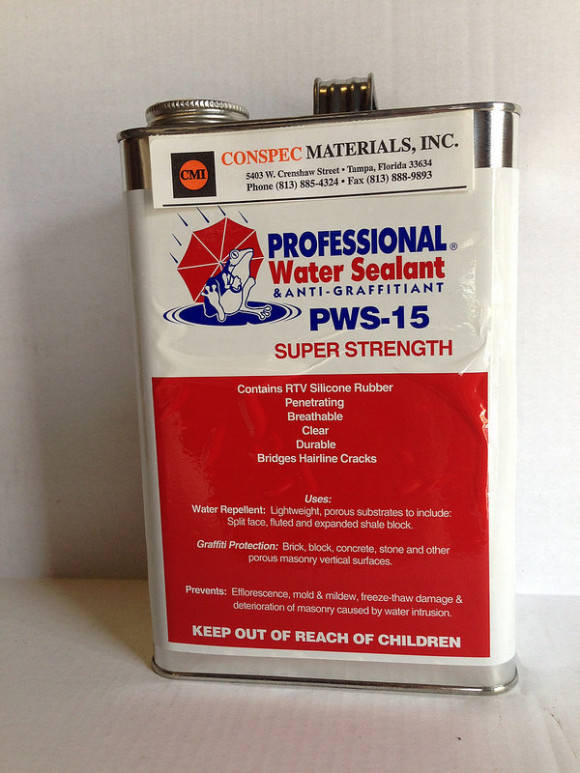 CMI
CONSPEC MATERIALS, INC.
5403 W. Crenshaw Street • Tampa, Florida 33634
Phone (813) 885-4324 • Fax (813) 888-9893
PROFESSIONAL®
Water Sealant
& ANTI-GRAFFITIANT
PWS-15
SUPER STRENGTH
Contains RTV Silicone Rubber
Penetrating
Breathable
Clear
Durable
Bridges Hairline Cracks
Uses:
Water Repellent: Lightweight, porous substrates to include:
Split face, fluted and expanded shale block.
Graffiti Protection: Brick, block, concrete, stone and other
porous masonry vertical surfaces.
Prevents: Efflorescence, mold & mildew, freeze-thaw damage &
deterioration of masonry caused by water intrusion.
KEEP OUT OF REACH OF CHILDREN